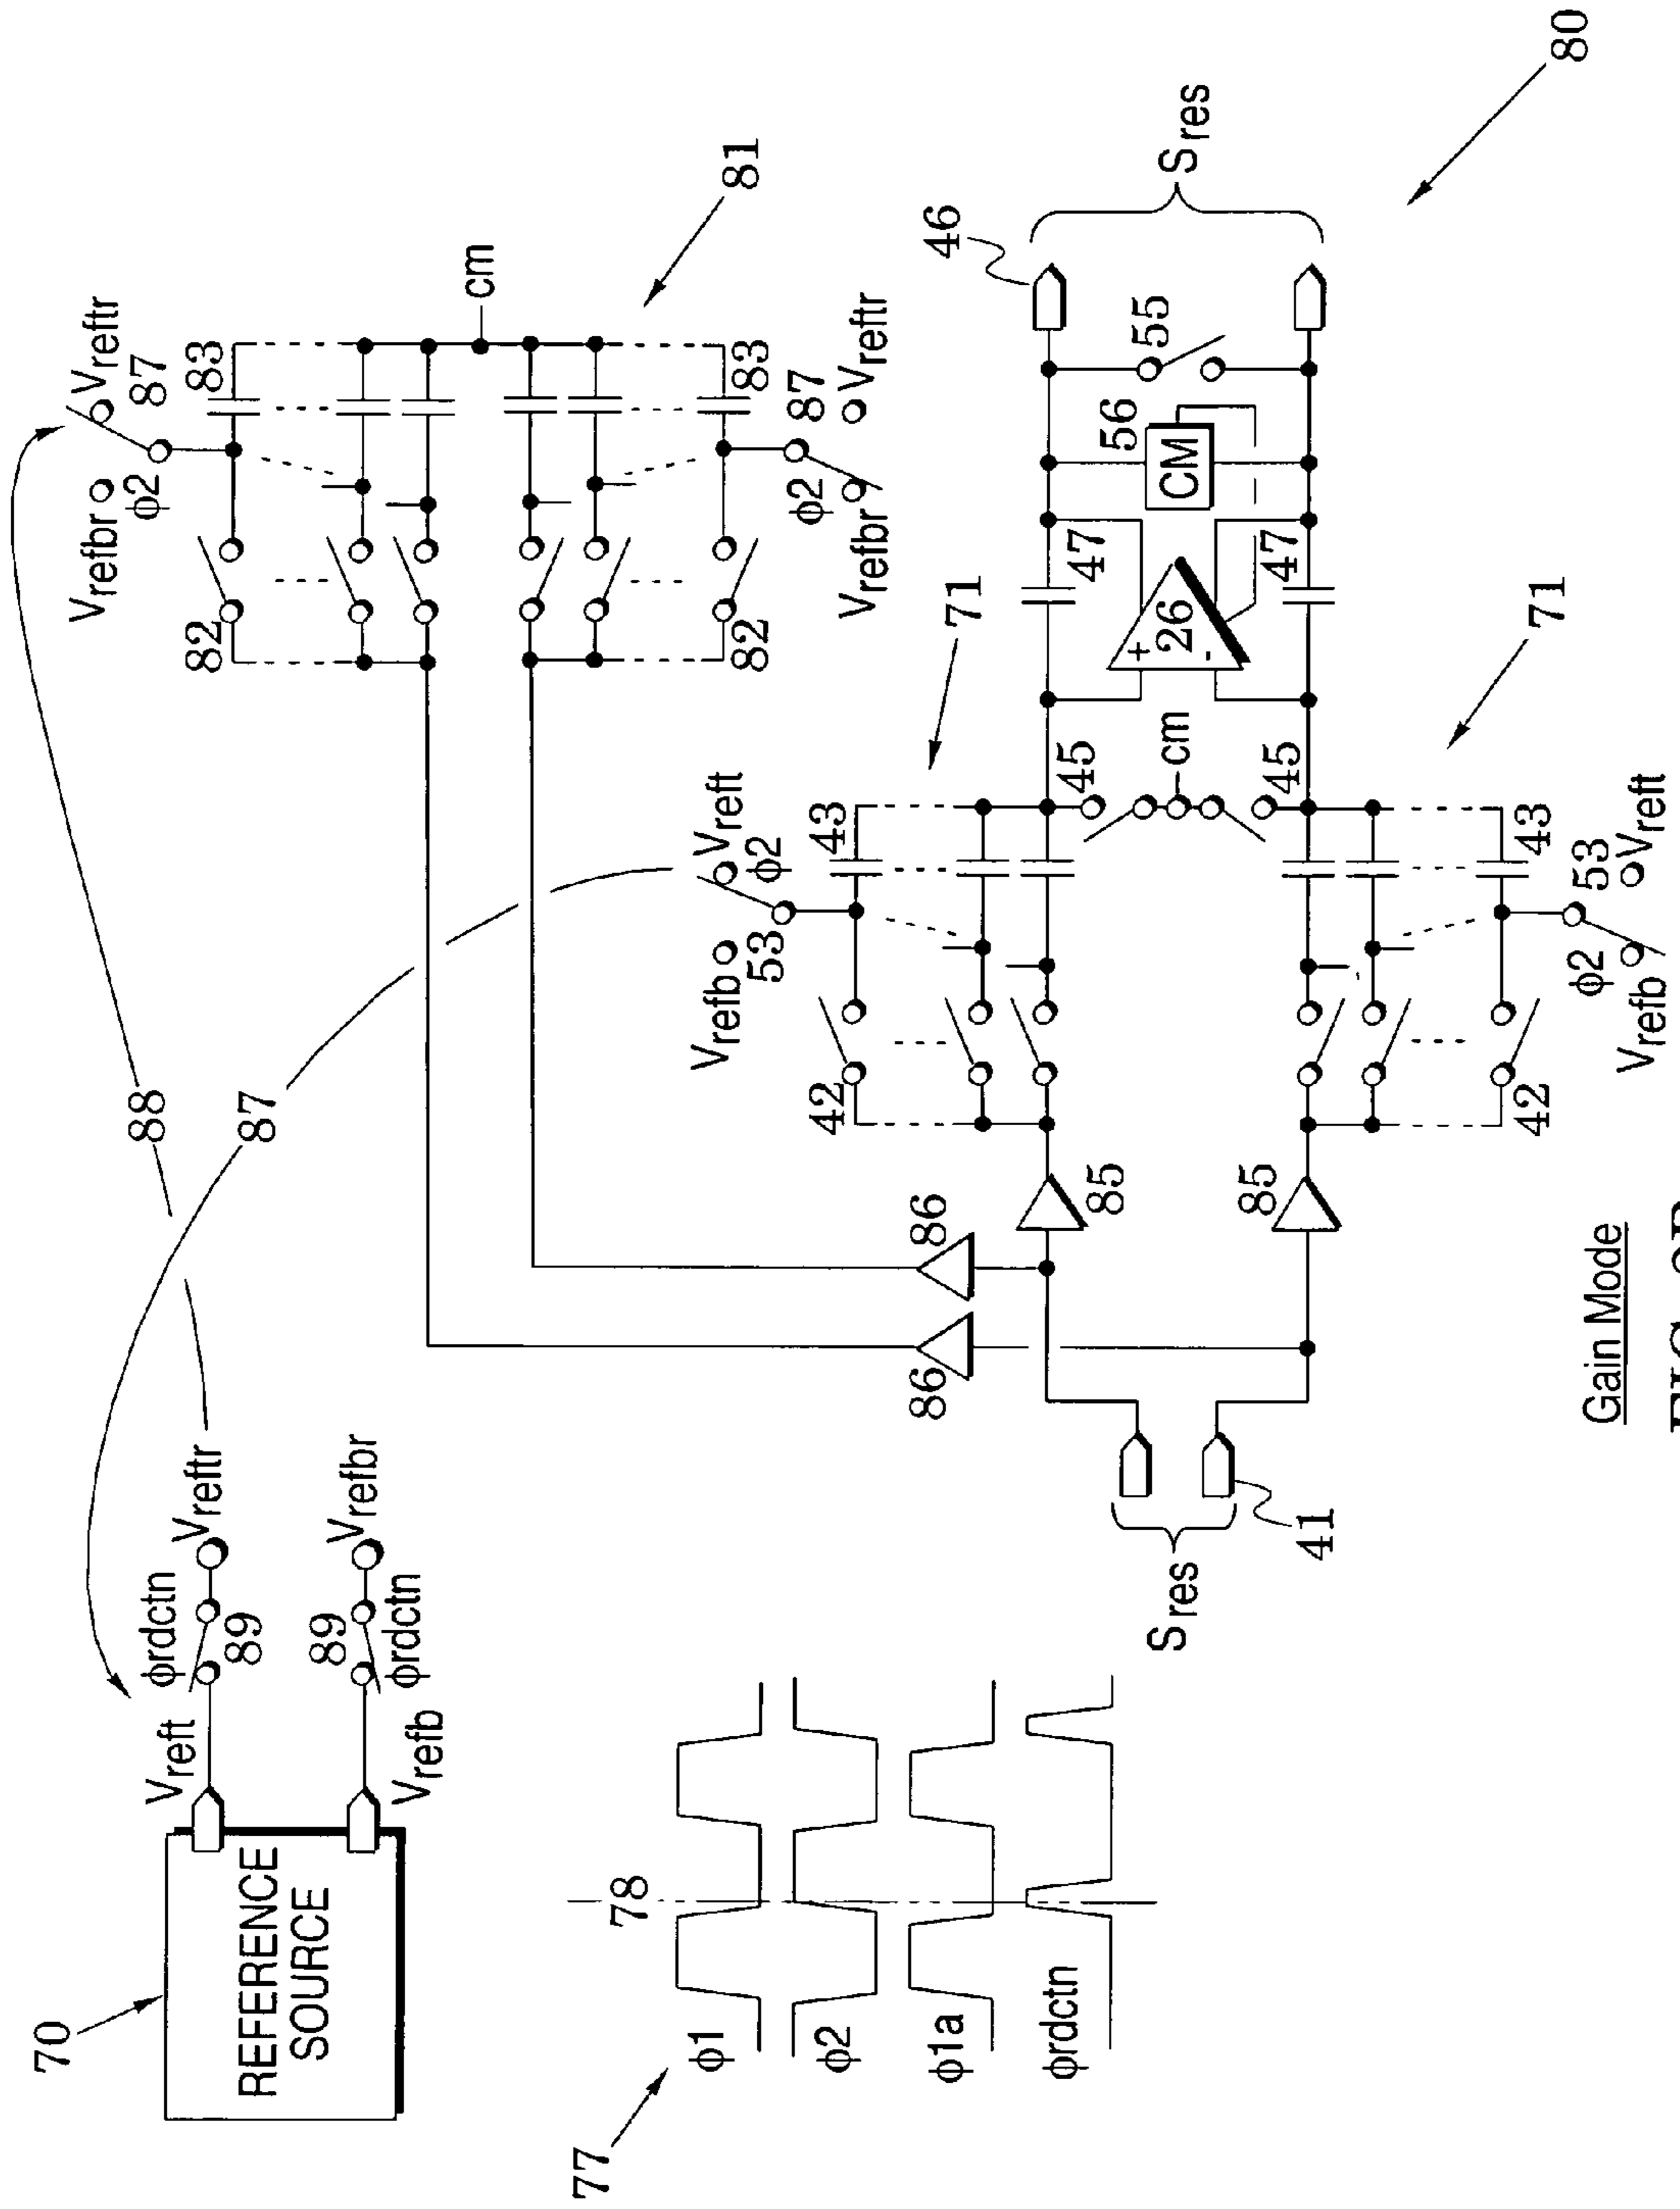 70
REFERENCE
SOURCE
Vreft
Vrefb
ϕrdctn
89
89
ϕrdctn
Vreftr
Vrefbr
88
87
77
78
ϕ1
ϕ2
ϕ1a
ϕrdctn
Vrefbr
Vreftr
ϕ2
87
82
83
cm
81
82
83
ϕ2
87
Vrefbr
Vreftr
86
86
85
85
Sres
41
Vrefb
Vreft
53
ϕ2
42
43
71
45
cm
45
42
43
ϕ2
53
Vrefb
Vreft
71
47
+
26
-
47
56
CM
55
46
Sres
80
Gain Mode